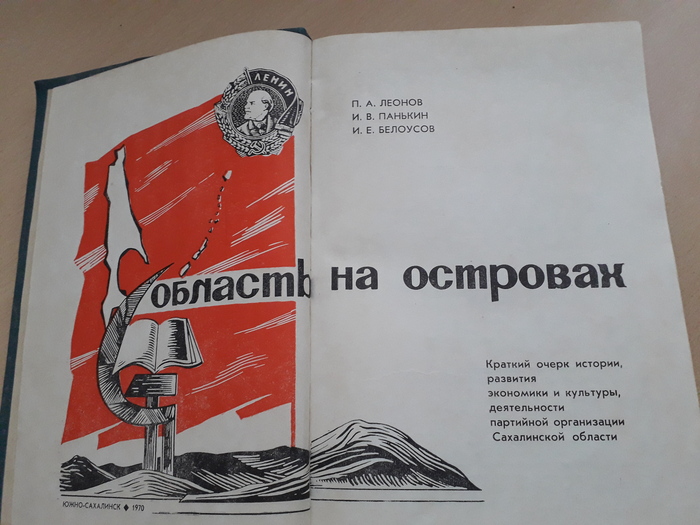 ЛЕНИН
П. А. ЛЕОНОВ
И. В. ПАНЬКИН
И. Е. БЕЛОУСОВ
область на островах
Краткий очерк истории,
развития
экономики и культуры,
деятельности
партийной организации
Сахалинской области
ЮЖНО-САХАЛИНСК ♦ 1970